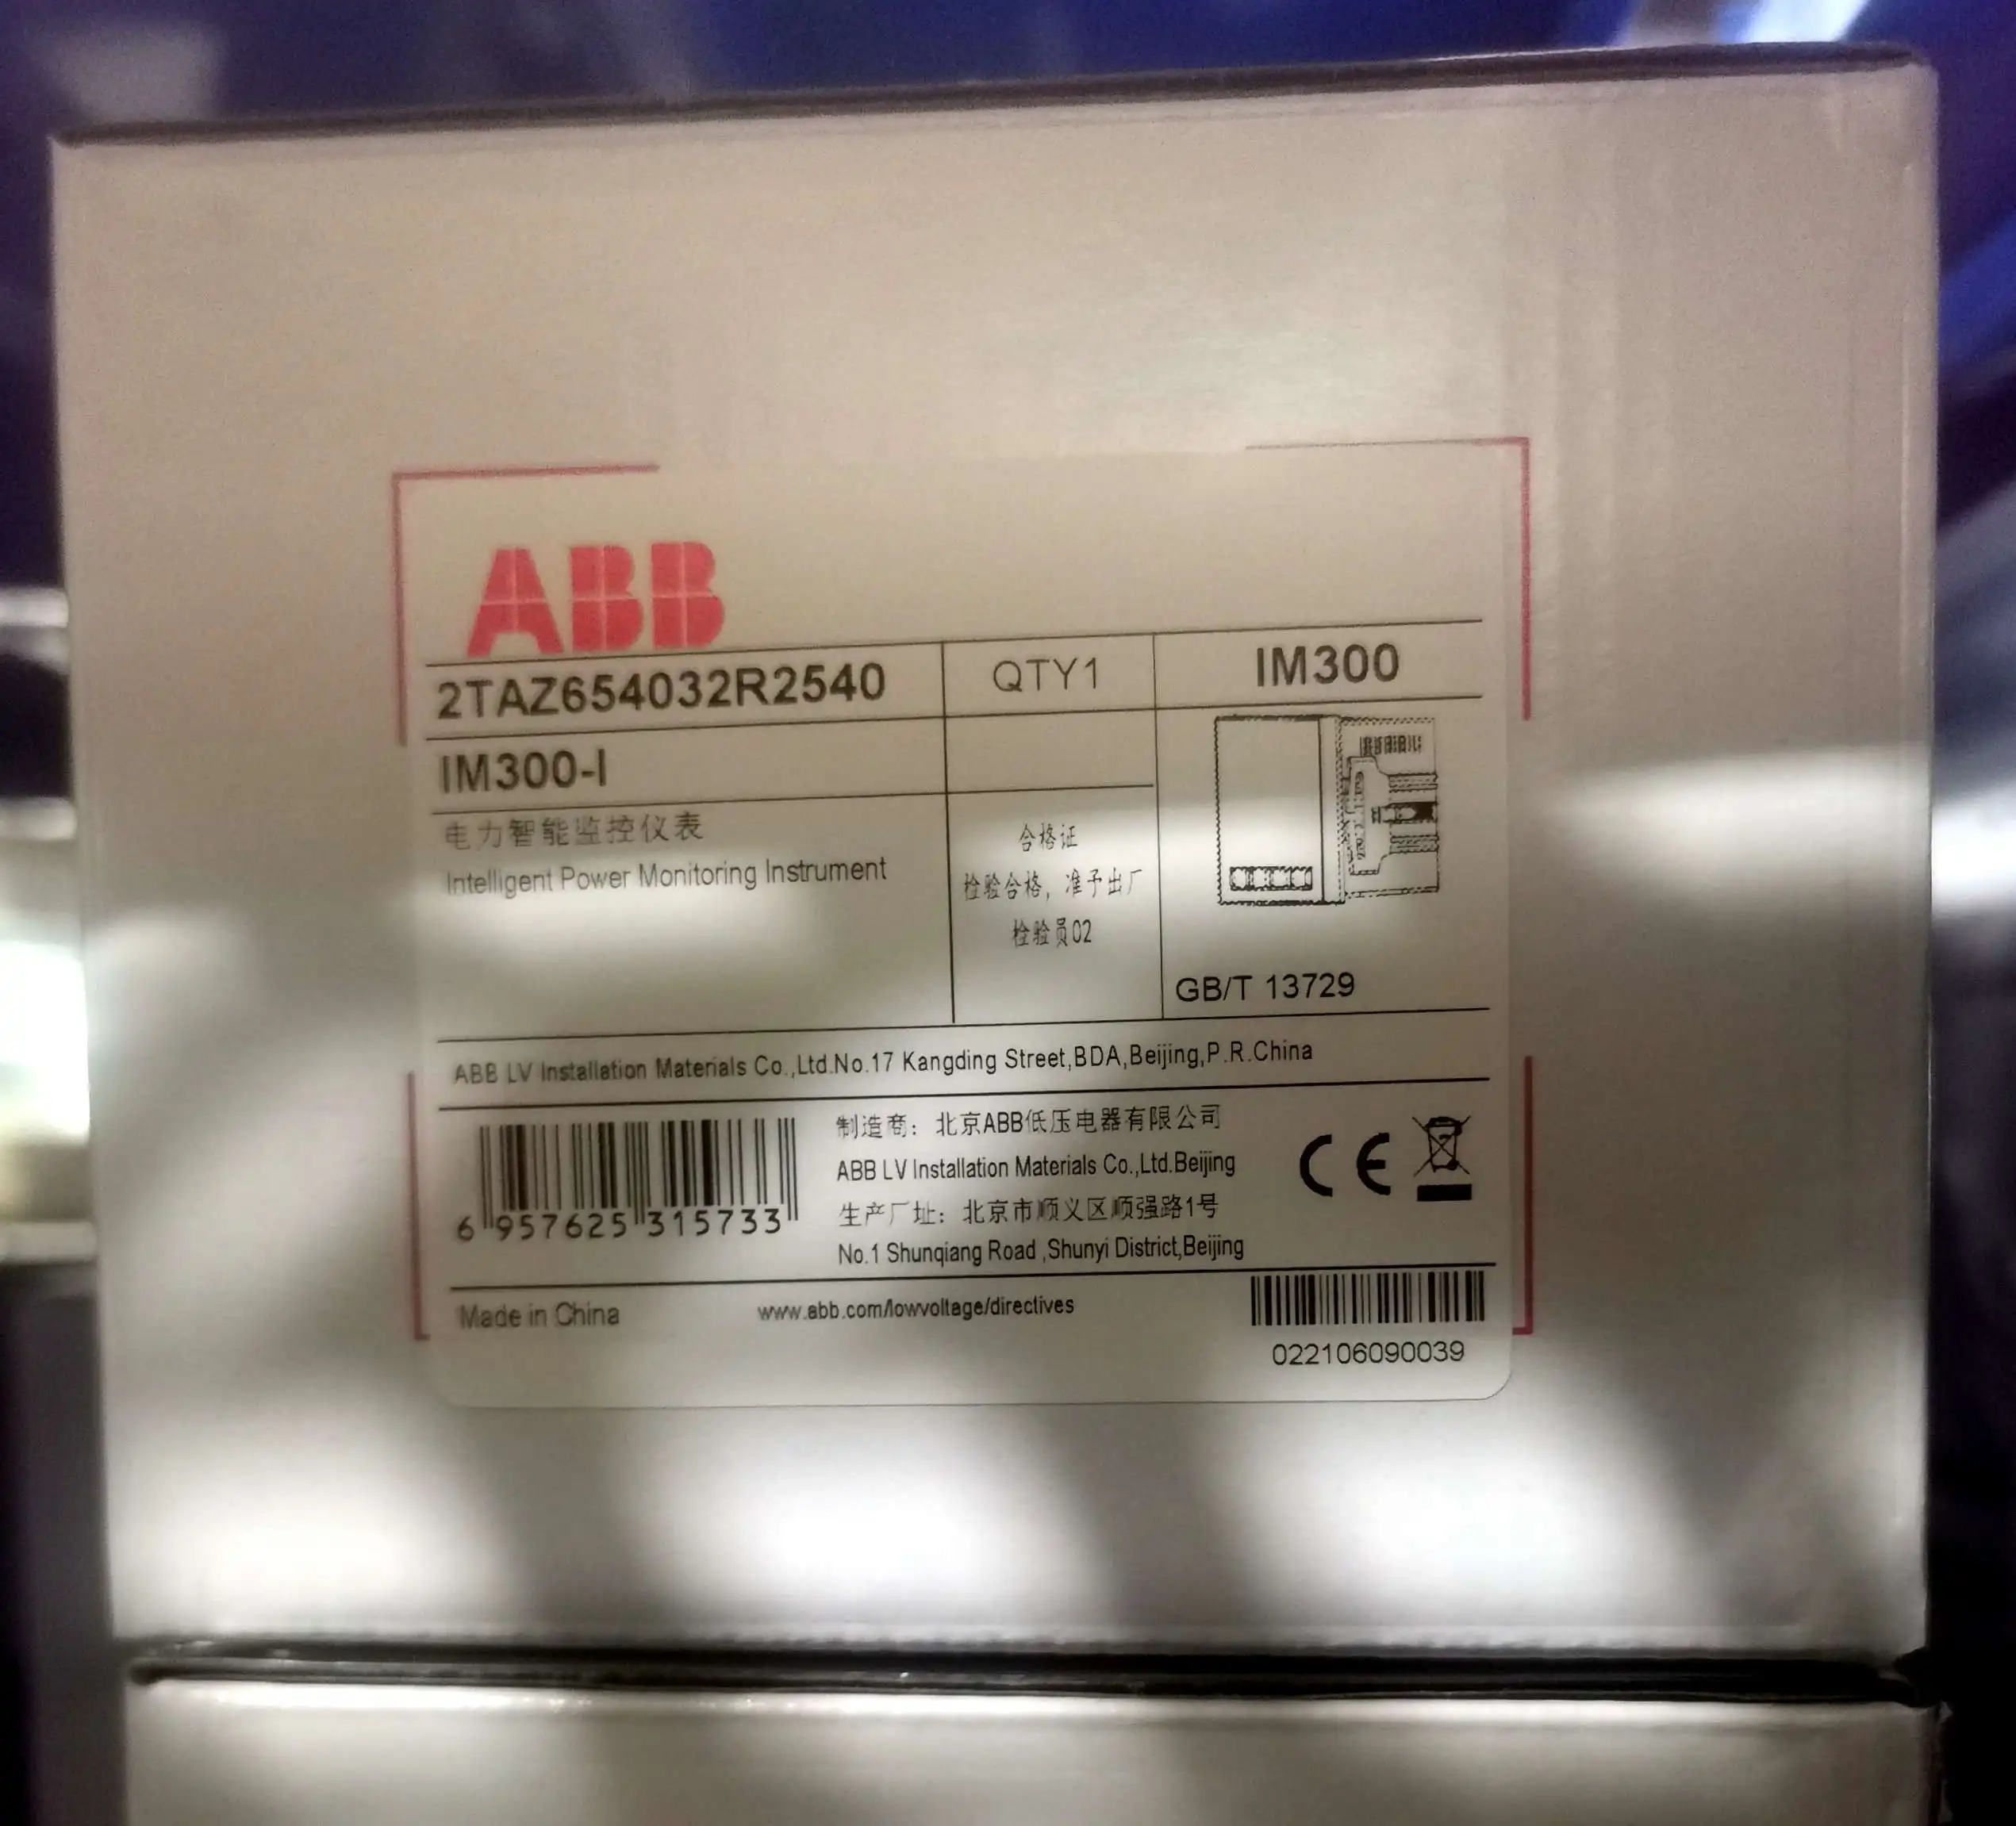 ABB
2TAZ654032R2540
QTY1
IM300
IM300-I
电力智能监控仪表
Intelligent Power Monitoring Instrument
合格证
检验合格，准予出厂
检验员02
GB/T 13729
ABB LV Installation Materials Co.,Ltd.No.17 Kangding Street,BDA,Beijing,P.R.China
6 957625 315733
制造商：北京ABB低压电器有限公司
ABB LV Installation Materials Co.,Ltd.Beijing
生产厂址：北京市顺义区顺强路1号
No.1 Shunqiang Road ,Shunyi District,Beijing
CE
Made in China
www.abb.com/lowvoltage/directives
022106090039